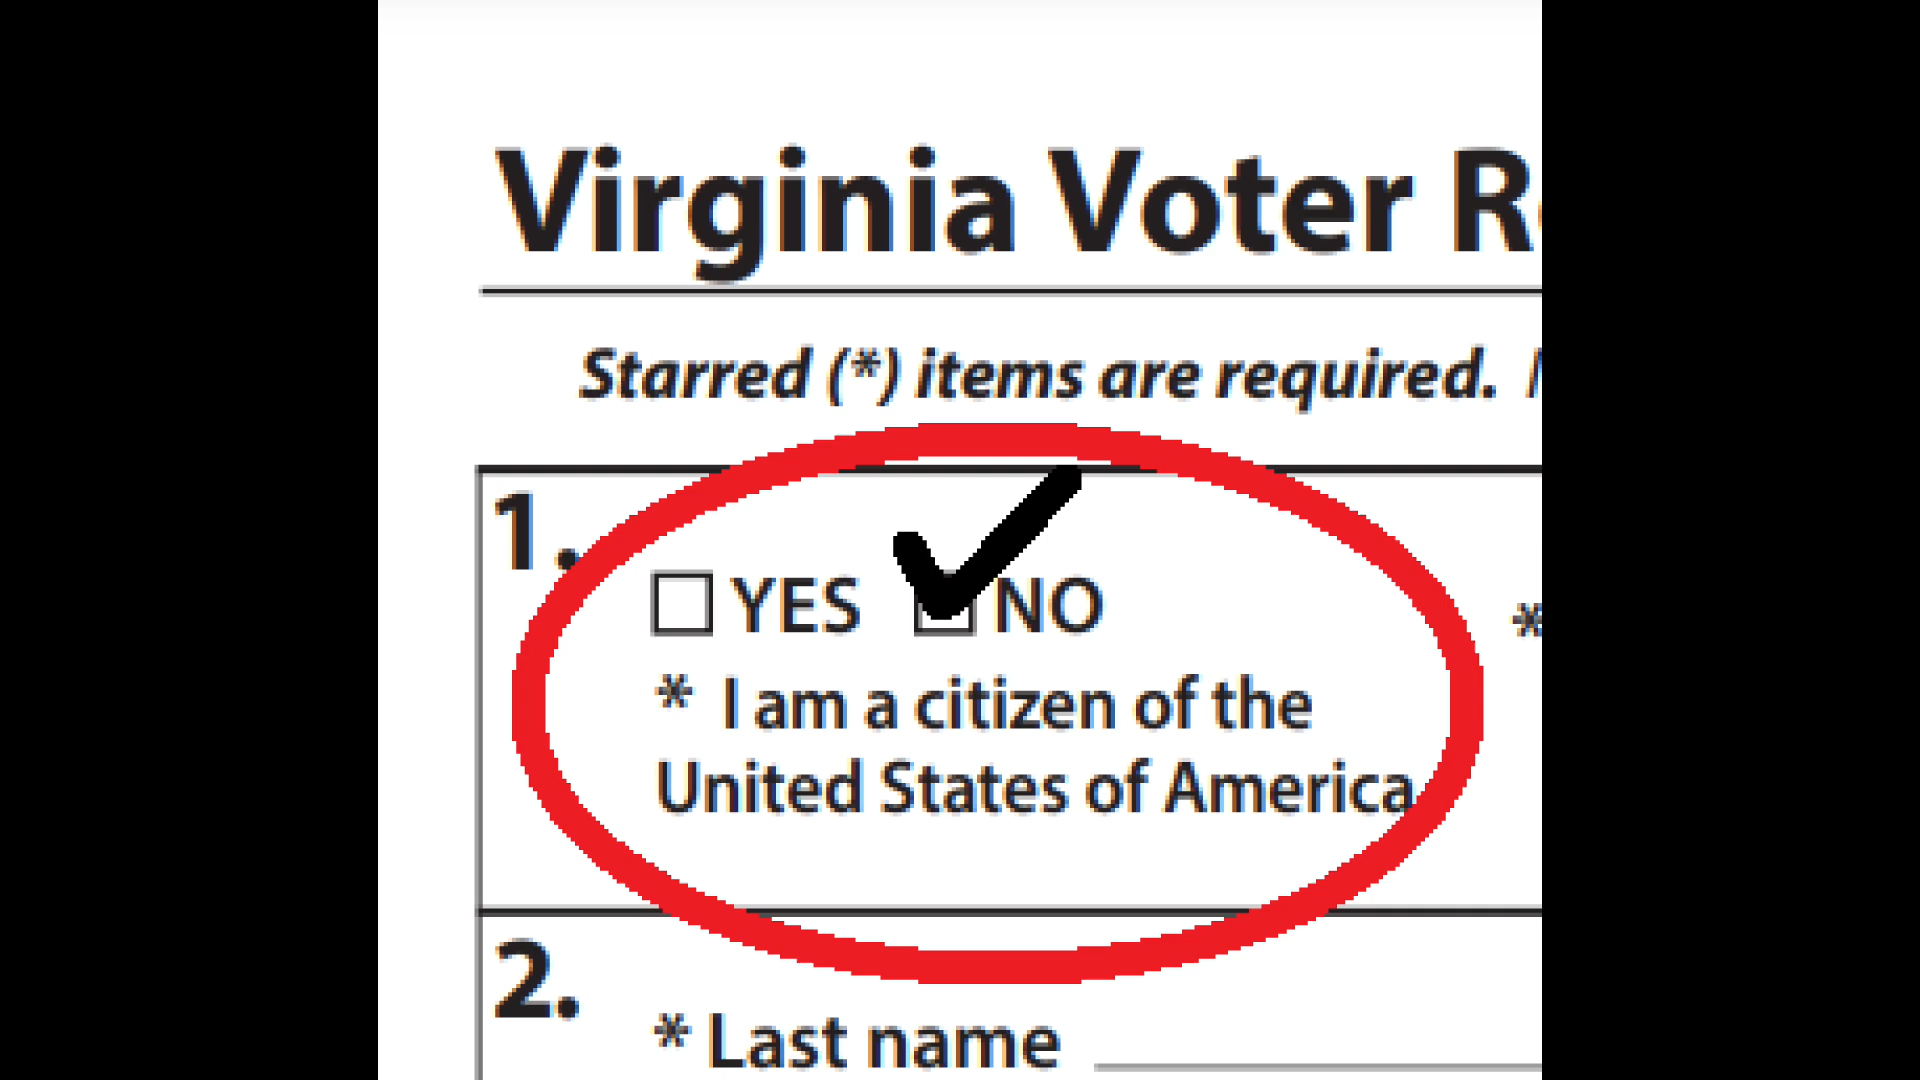 Virginia Voter
Starred (*) items are required.
1.
YES NO
*
* I am a citizen of the
United States of America
2.
* Last name